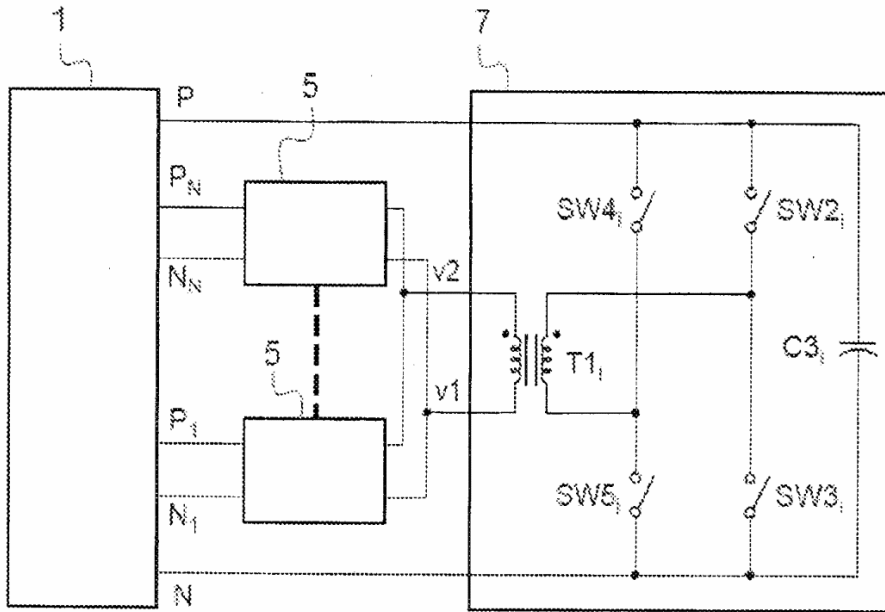 1
7
P
5
P_N
SW4_i
SW2_i
N_N
v2
T1_i
C3_i
5
v1
P_1
SW5_i
SW3_i
N_1
N